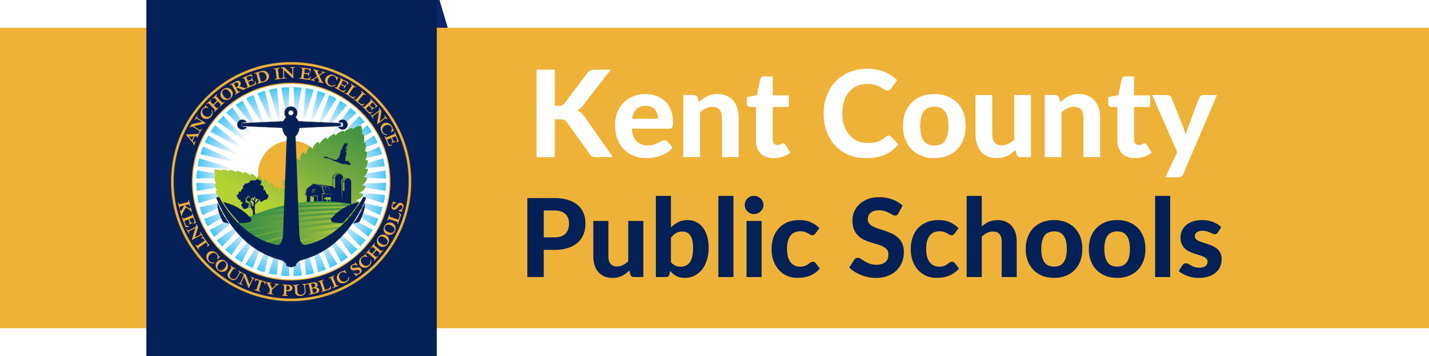 ANCHORED IN EXCELLENCE
KENT COUNTY PUBLIC SCHOOLS
Kent County
Public Schools